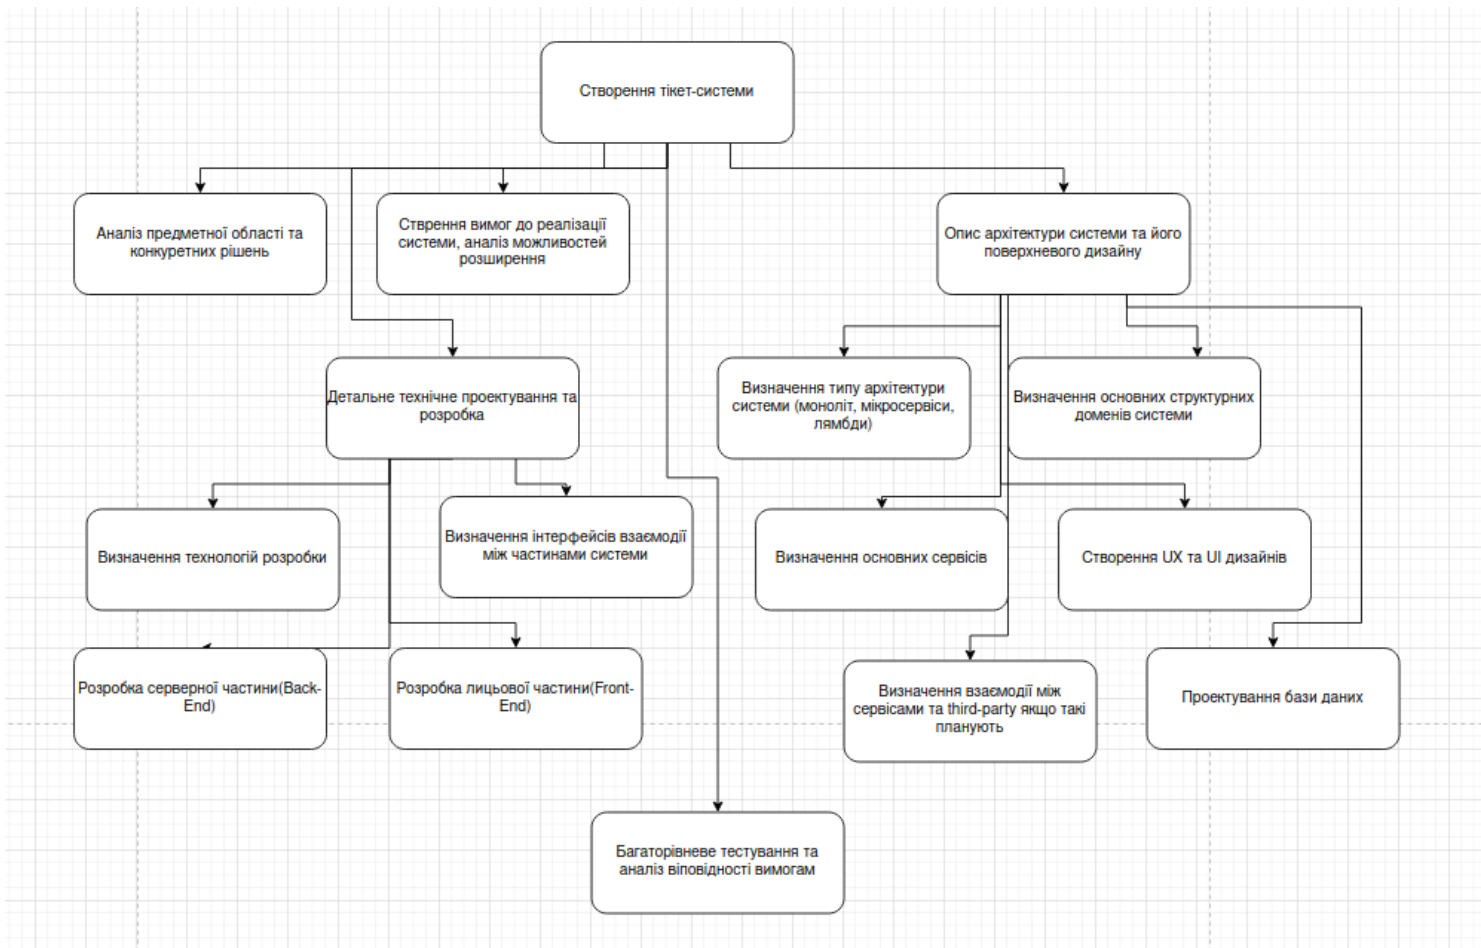 Створення тікет-системи
Аналіз предметної області та
конкуретних рішень
Стврення вимог до реалізації
системи, аналіз можливостей
розширення
Опис архітектури системи та його
поверхневого дизайну
Детальне технічне проектування та
розробка
Визначення типу архітектури
системи (моноліт, мікросервіси,
лямбди)
Визначення основних структурних
доменів системи
Визначення технологій розробки
Визначення інтерфейсів взаємодії
між частинами системи
Визначення основних сервісів
Створення UX та UI дизайнів
Розробка серверної частини(Back-
End)
Розробка лицьової частини(Front-
End)
Визначення взаємодії між
сервісами та third-party якщо такі
планують
Проектування бази даних
Багаторівневе тестування та
аналіз віповідності вимогам